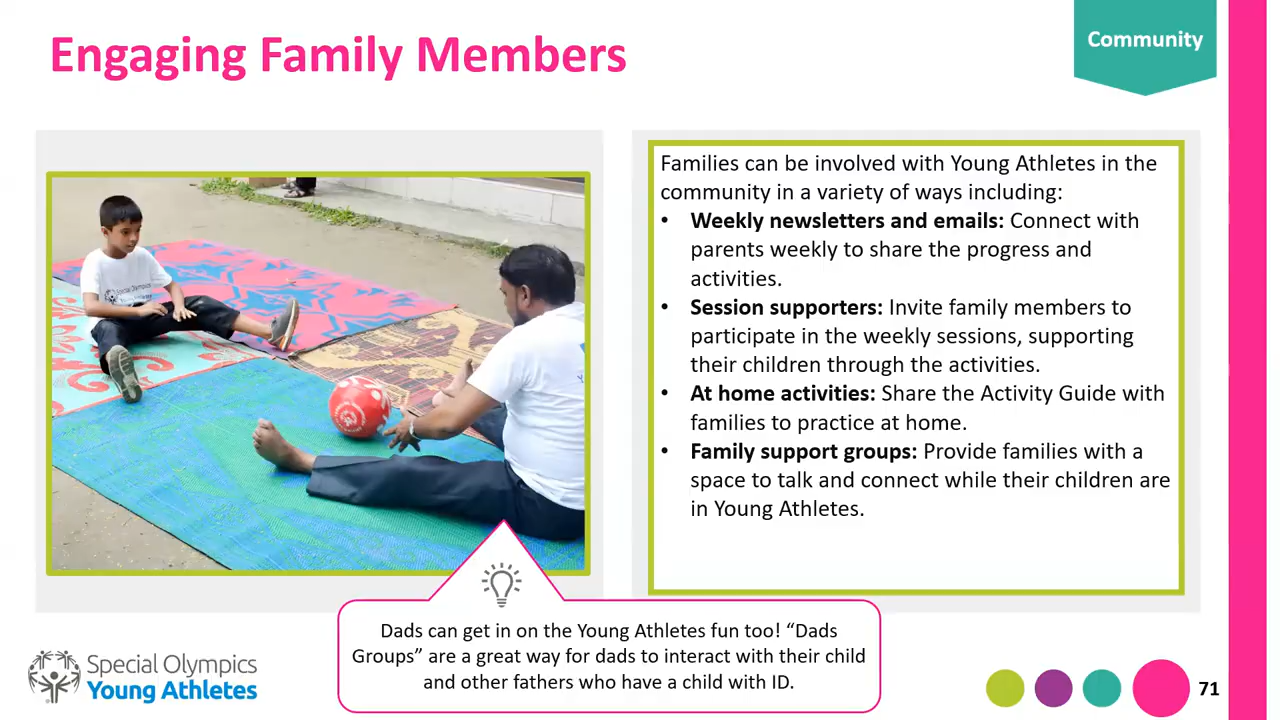 Engaging Family Members
Community
Families can be involved with Young Athletes in the
community in a variety of ways including:
• Weekly newsletters and emails: Connect with
parents weekly to share the progress and
activities.
• Session supporters: Invite family members to
participate in the weekly sessions, supporting
their children through the activities.
• At home activities: Share the Activity Guide with
families to practice at home.
• Family support groups: Provide families with a
space to talk and connect while their children are
in Young Athletes.
Dads can get in on the Young Athletes fun too! “Dads
Groups” are a great way for dads to interact with their child
and other fathers who have a child with ID.
Special Olympics
Young Athletes
71